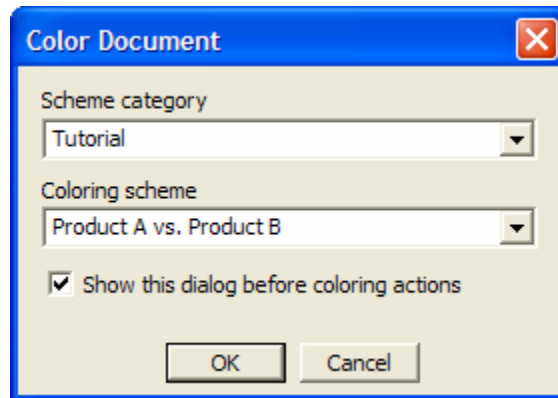 Color Document
Scheme category
Tutorial
Coloring scheme
Product A vs. Product B
Show this dialog before coloring actions
OK
Cancel